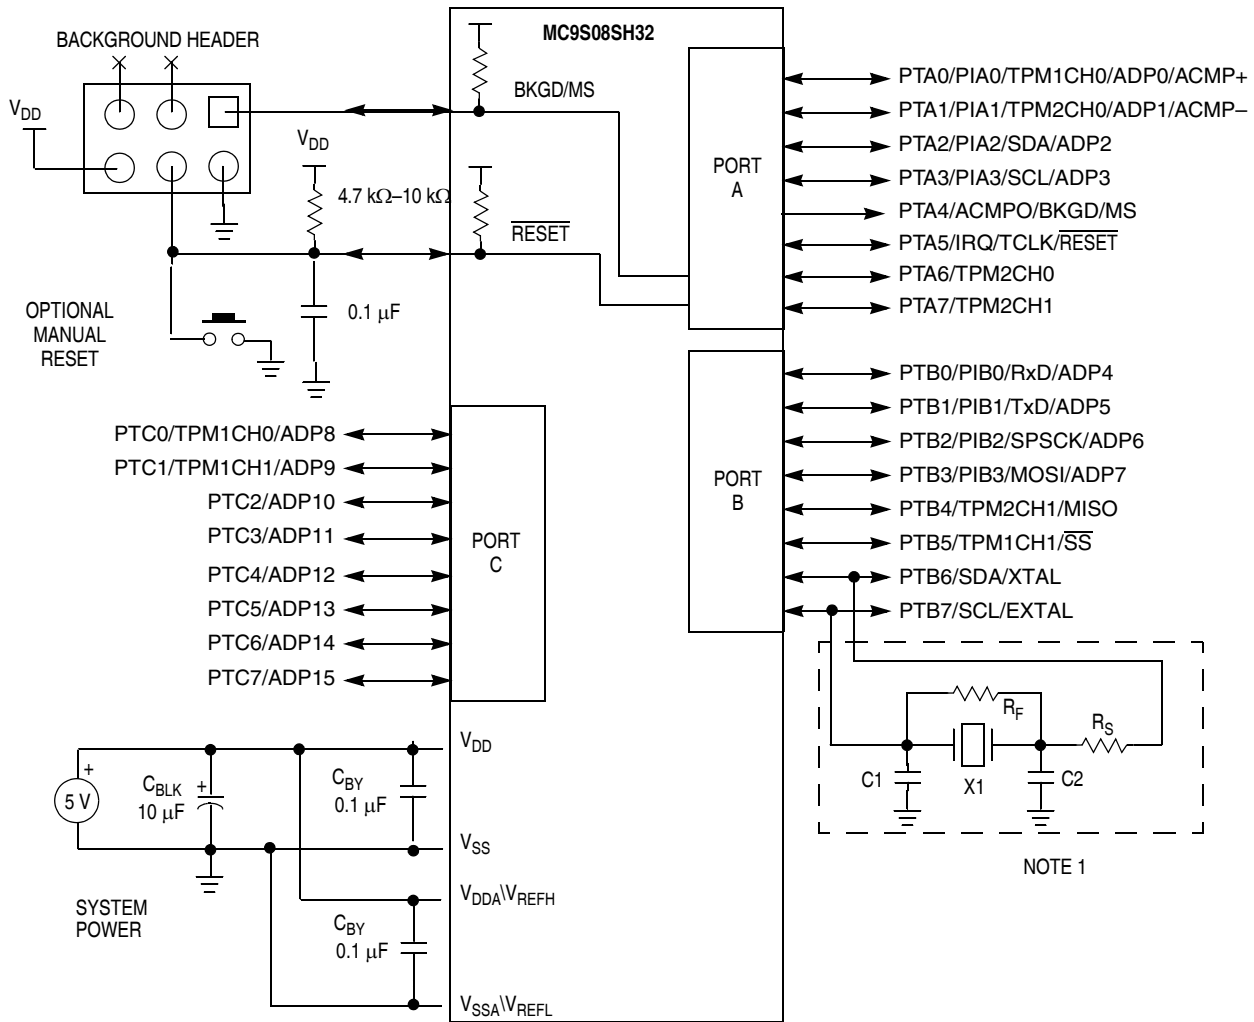 BACKGROUND HEADER
MC9S08SH32
V_DD
BKGD/MS
V_DD
4.7 kΩ–10 kΩ
RESET
0.1 µF
OPTIONAL
MANUAL
RESET
PORT
A
PTA0/PIA0/TPM1CH0/ADP0/ACMP+
PTA1/PIA1/TPM2CH0/ADP1/ACMP–
PTA2/PIA2/SDA/ADP2
PTA3/PIA3/SCL/ADP3
PTA4/ACMPO/BKGD/MS
PTA5/IRQ/TCLK/RESET
PTA6/TPM2CH0
PTA7/TPM2CH1
PORT
B
PTB0/PIB0/RxD/ADP4
PTB1/PIB1/TxD/ADP5
PTB2/PIB2/SPSCK/ADP6
PTB3/PIB3/MOSI/ADP7
PTB4/TPM2CH1/MISO
PTB5/TPM1CH1/SS
PTB6/SDA/XTAL
PTB7/SCL/EXTAL
PTC0/TPM1CH0/ADP8
PTC1/TPM1CH1/ADP9
PTC2/ADP10
PTC3/ADP11
PTC4/ADP12
PTC5/ADP13
PTC6/ADP14
PTC7/ADP15
PORT
C
R_F
R_S
C1
X1
C2
NOTE 1
V_DD
+
5 V
C_BLK +
10 µF
C_BY
0.1 µF
V_SS
SYSTEM
POWER
V_DDA\V_REFH
C_BY
0.1 µF
V_SSA\V_REFL